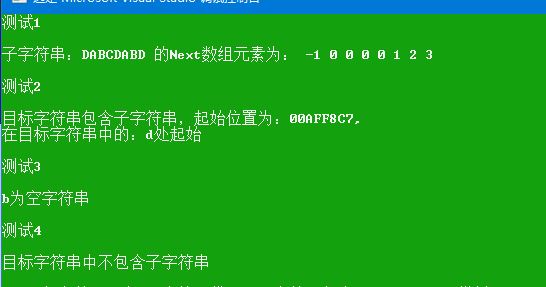 Microsoft Visual Studio 调试控制台
测试1
子字符串：DABCDABD 的Next数组元素为： -1 0 0 0 0 1 2 3
测试2
目标字符串包含子字符串，起始位置为：00AFF8C7，
在目标字符串中的：d处起始
测试3
b为空字符串
测试4
目标字符串中不包含子字符串